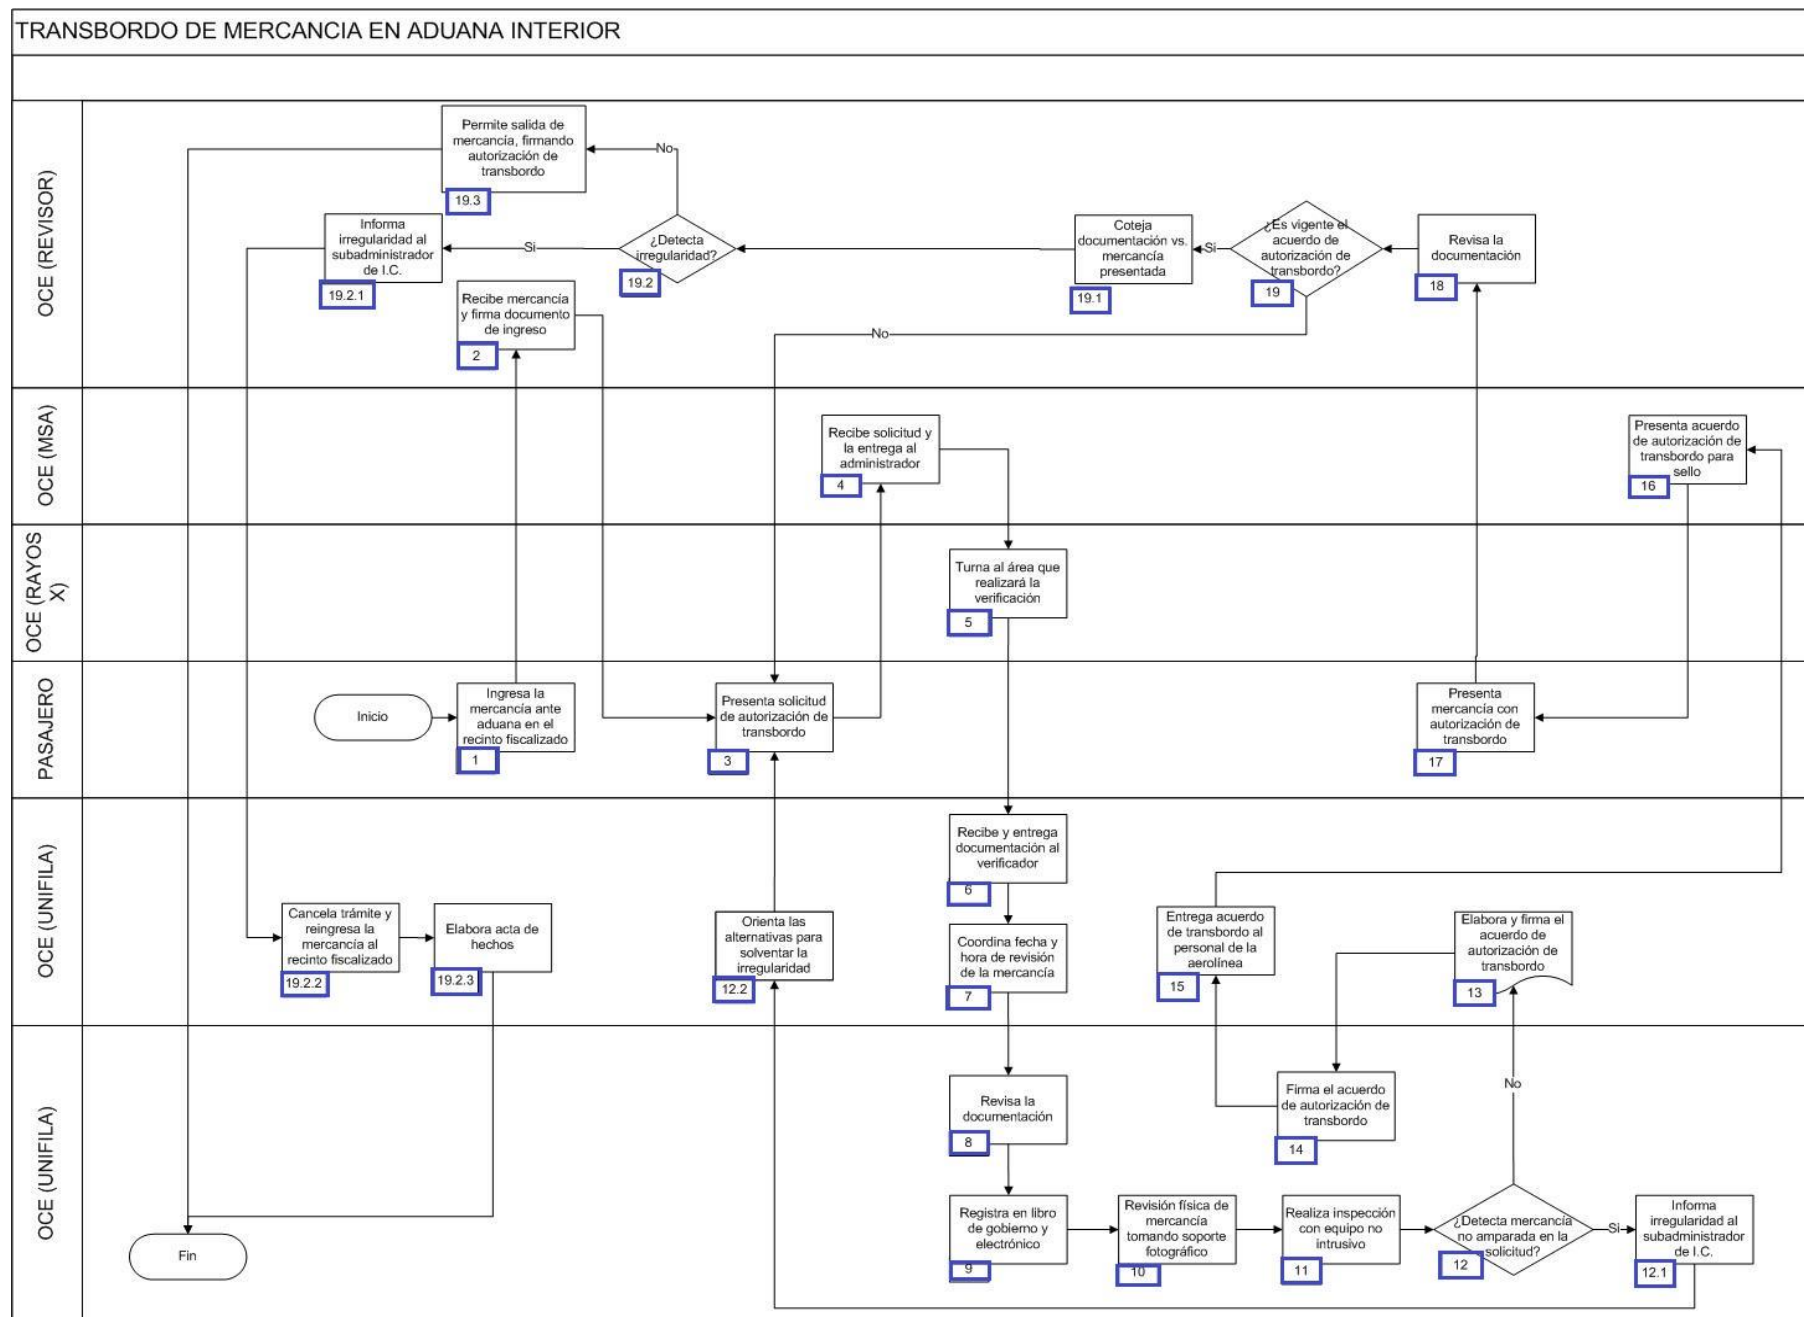 TRANSBORDO DE MERCANCIA EN ADUANA INTERIOR
OCE (REVISOR)
Permite salida de
mercancía, firmando
autorización de
transbordo
19.3
No
Informa
irregularidad al
subadministrador
de I.C.
19.2.1
Si
¿Detecta
irregularidad?
19.2
Coteja
documentación vs.
mercancía
presentada
19.1
Si
¿Es vigente el
acuerdo de
autorización de
transbordo?
19
Revisa la
documentación
18
Recibe mercancía
y firma documento
de ingreso
2
No
OCE (MSA)
Recibe solicitud y
la entrega al
administrador
4
Presenta acuerdo
de autorización de
transbordo para
sello
16
OCE (RAYOS
X)
Turna al área que
realizará la
verificación
5
PASAJERO
Inicio
Ingresa la
mercancía ante
aduana en el
recinto fiscalizado
1
Presenta solicitud
de autorización de
transbordo
3
Presenta
mercancía con
autorización de
transbordo
17
OCE (UNIFILA)
Recibe y entrega
documentación al
verificador
6
Cancela trámite y
reingresa la
mercancía al
recinto fiscalizado
19.2.2
Elabora acta de
hechos
19.2.3
Orienta las
alternativas para
solventar la
irregularidad
12.2
Coordina fecha y
hora de revisión
de la mercancía
7
Entrega acuerdo
de transbordo al
personal de la
aerolínea
15
Elabora y firma el
acuerdo de
autorización de
transbordo
13
OCE (UNIFILA)
Revisa la
documentación
8
Firma el acuerdo
de autorización de
transbordo
14
No
Registra en libro
de gobierno y
electrónico
9
Revisión física de
mercancía
tomando soporte
fotográfico
10
Realiza inspección
con equipo no
intrusivo
11
¿Detecta mercancía
no amparada en la
solicitud?
12
Si
Informa
irregularidad al
subadministrador
de I.C.
12.1
Fin